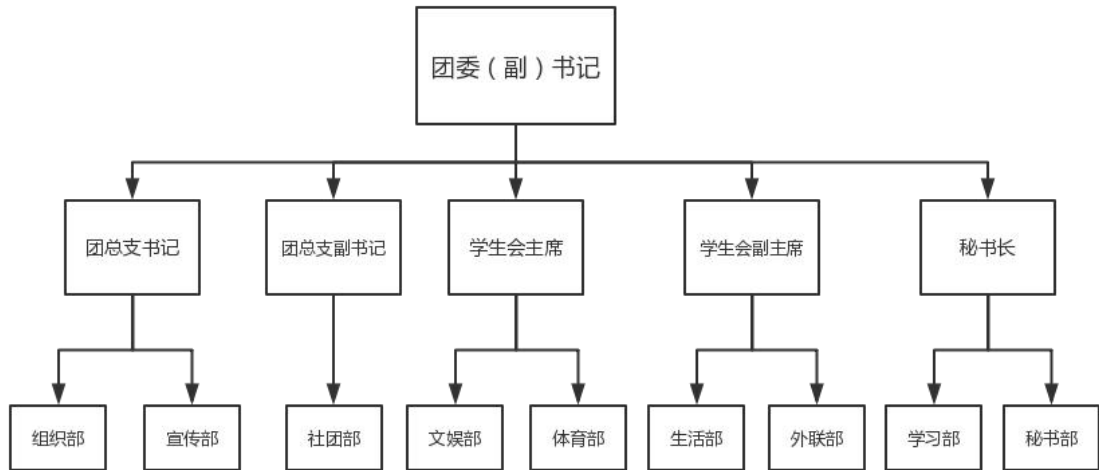 团委（副）书记
团总支书记
团总支副书记
学生会主席
学生会副主席
秘书长
组织部
宣传部
社团部
文娱部
体育部
生活部
外联部
学习部
秘书部